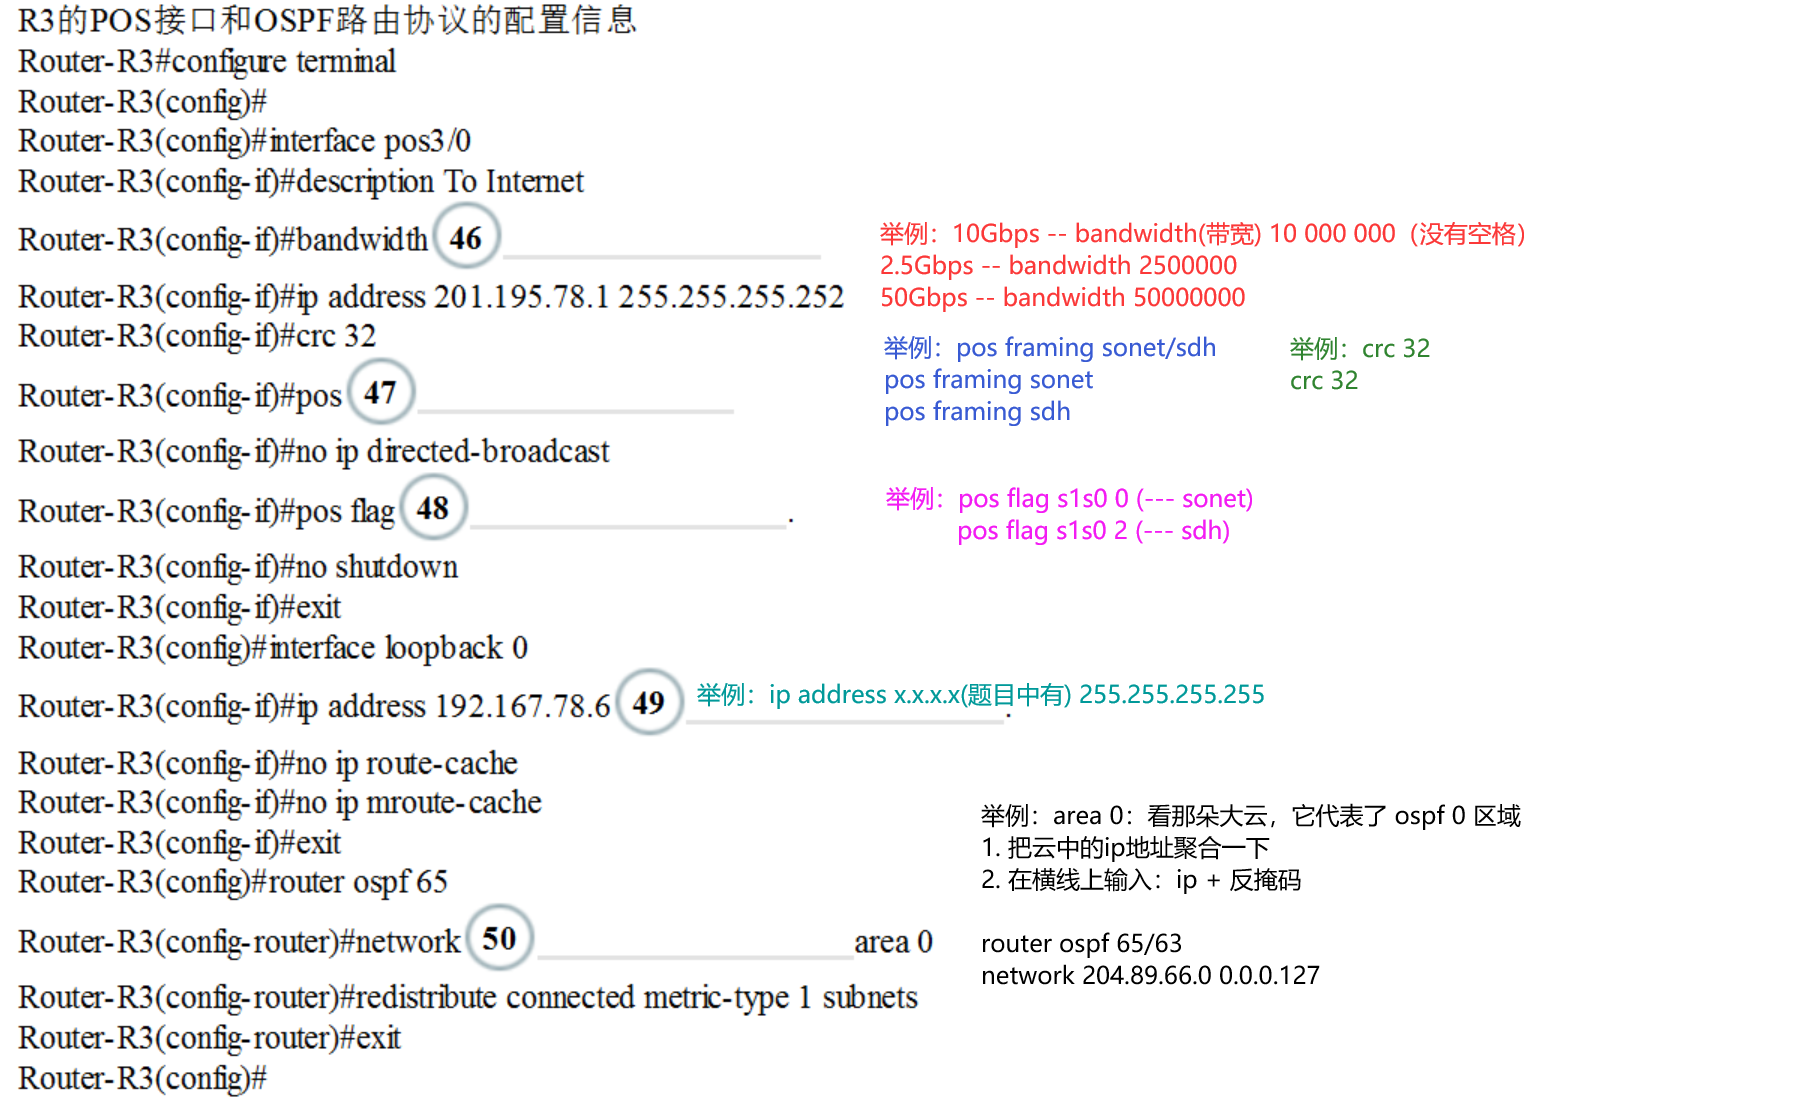 R3的POS接口和OSPF路由协议的配置信息
Router-R3#configure terminal
Router-R3(config)#
Router-R3(config)#interface pos3/0
Router-R3(config-if)#description To Internet
Router-R3(config-if)#bandwidth 46
举例：10Gbps -- bandwidth(带宽) 10 000 000（没有空格）
2.5Gbps -- bandwidth 2500000
50Gbps -- bandwidth 50000000
Router-R3(config-if)#ip address 201.195.78.1 255.255.255.252
Router-R3(config-if)#crc 32
举例：pos framing sonet/sdh
pos framing sonet
pos framing sdh
举例：crc 32
crc 32
Router-R3(config-if)#pos 47
Router-R3(config-if)#no ip directed-broadcast
Router-R3(config-if)#pos flag 48 .
举例：pos flag s1s0 0 (--- sonet)
pos flag s1s0 2 (--- sdh)
Router-R3(config-if)#no shutdown
Router-R3(config-if)#exit
Router-R3(config)#interface loopback 0
Router-R3(config-if)#ip address 192.167.78.6 49 .
举例：ip address x.x.x.x(题目中有) 255.255.255.255
Router-R3(config-if)#no ip route-cache
Router-R3(config-if)#no ip mroute-cache
Router-R3(config-if)#exit
Router-R3(config)#router ospf 65
举例：area 0：看那朵大云，它代表了 ospf 0 区域
1. 把云中的ip地址聚合一下
2. 在横线上输入：ip + 反掩码
Router-R3(config-router)#network 50 area 0
router ospf 65/63
network 204.89.66.0 0.0.0.127
Router-R3(config-router)#redistribute connected metric-type 1 subnets
Router-R3(config-router)#exit
Router-R3(config)#